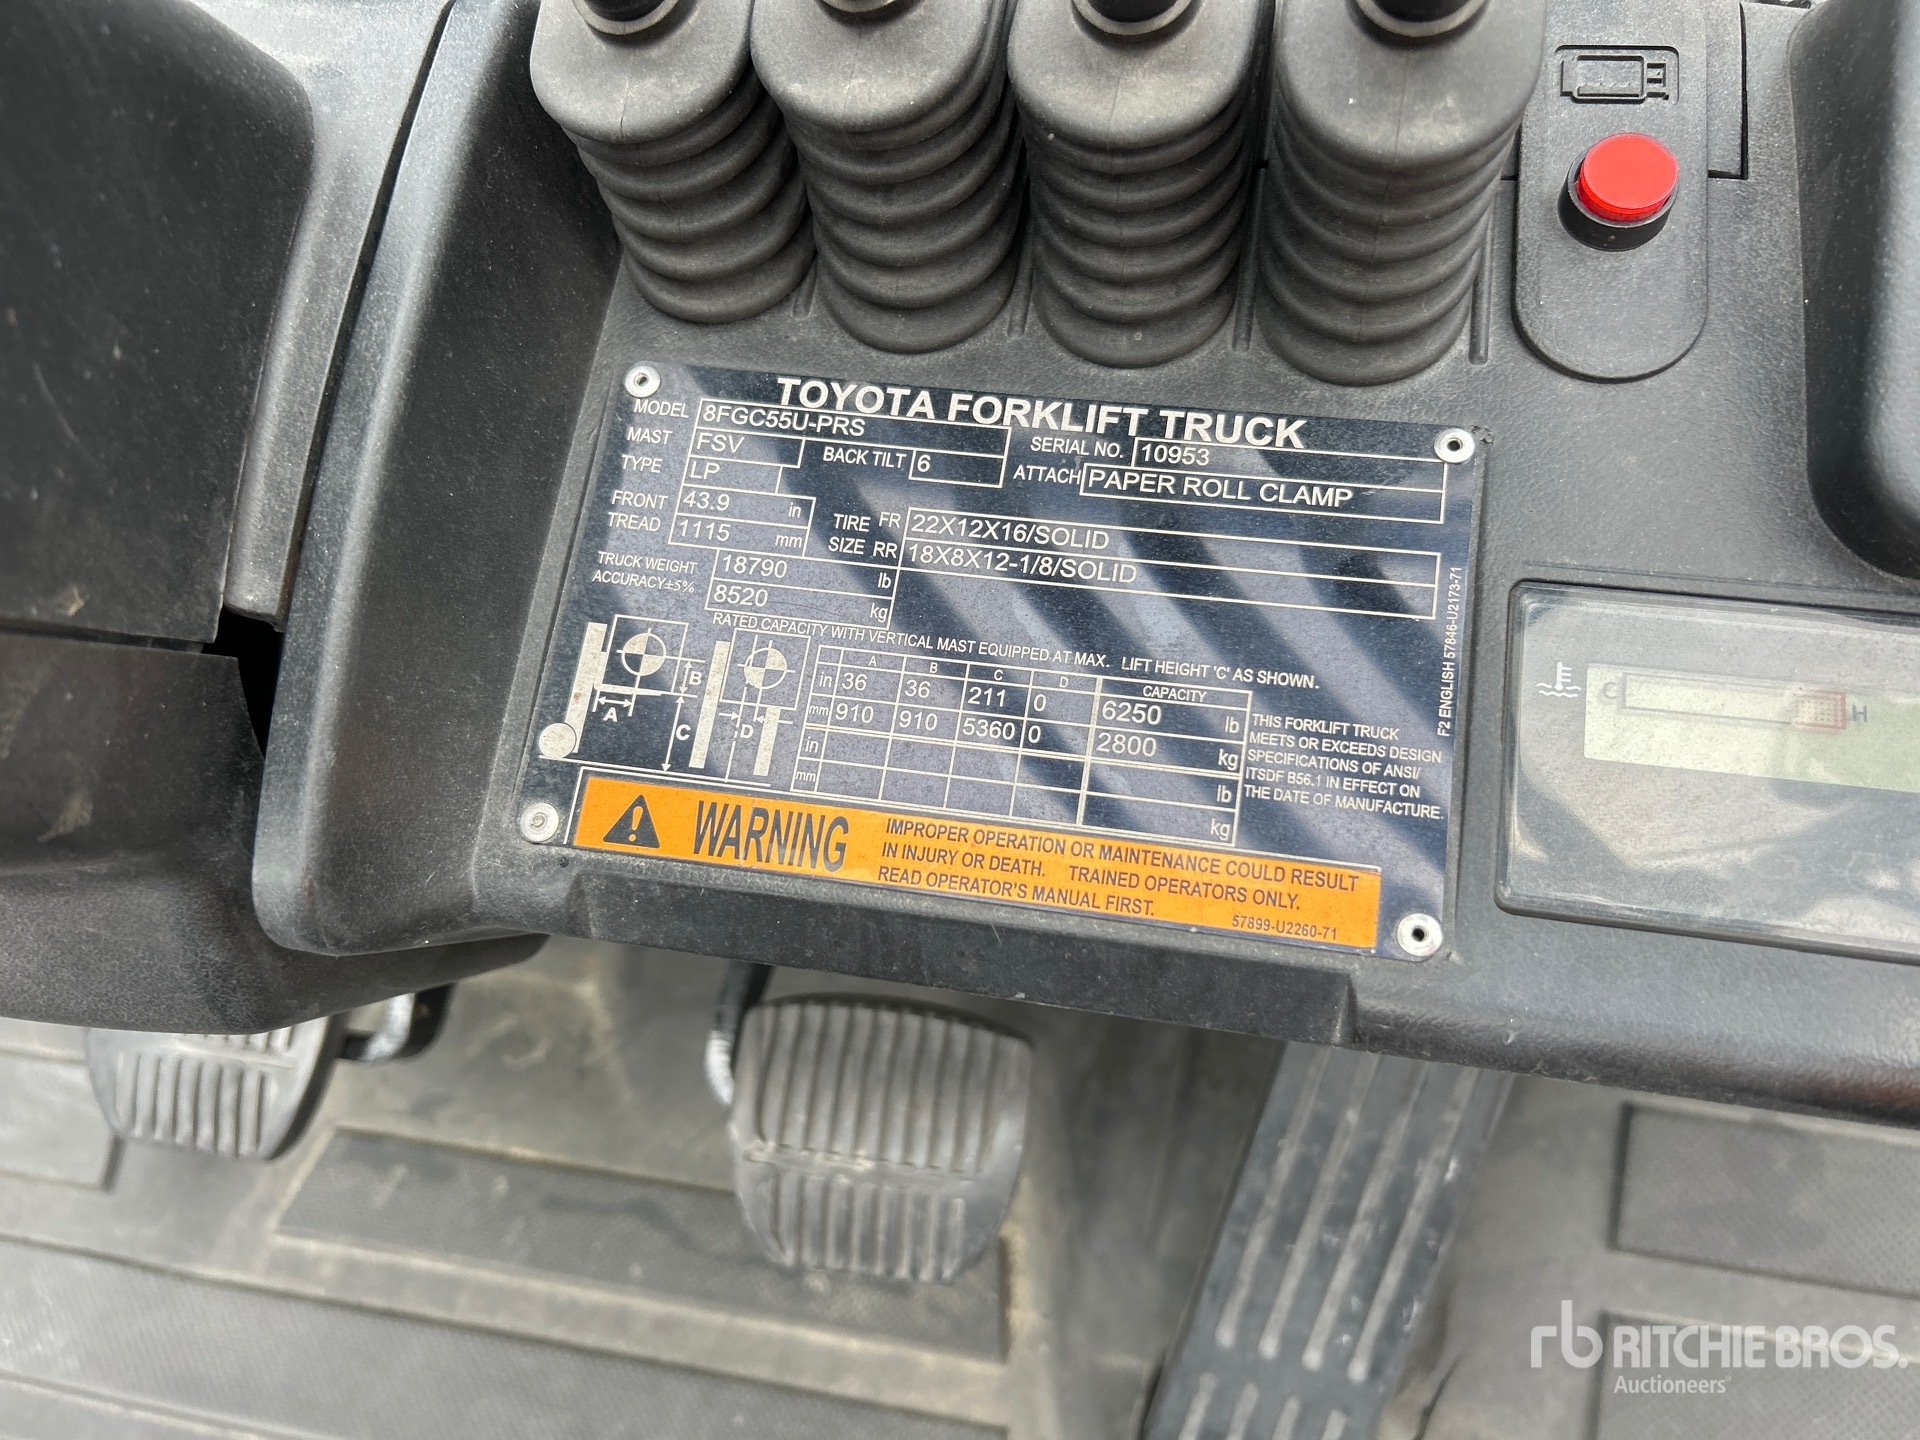 TOYOTA FORKLIFT TRUCK
MODEL 8FGC55U-PRS SERIAL NO. 10953
MAST FSV BACK TILT 6 ATTACH PAPER ROLL CLAMP
TYPE LP
FRONT TREAD 43.9 in
1115 mm
TIRE SIZE FR 22X12X16/SOLID
RR 18X8X12-1/8/SOLID
TRUCK WEIGHT 18790 lb
ACCURACY±5% 8520 kg
RATED CAPACITY WITH VERTICAL MAST EQUIPPED AT MAX. LIFT HEIGHT 'C' AS SHOWN.
A B C D
A B C D CAPACITY
in 36 36 211 0 6250 lb
mm 910 910 5360 0 2800 kg
in lb
mm kg
THIS FORKLIFT TRUCK
MEETS OR EXCEEDS DESIGN
SPECIFICATIONS OF ANSI/
ITSDF B56.1 IN EFFECT ON
THE DATE OF MANUFACTURE.
F2 ENGLISH 57846-U2173-71
WARNING
IMPROPER OPERATION OR MAINTENANCE COULD RESULT
IN INJURY OR DEATH. TRAINED OPERATORS ONLY.
READ OPERATOR'S MANUAL FIRST.
57899-U2260-71
C H
rb RITCHIE BROS.
Auctioneers